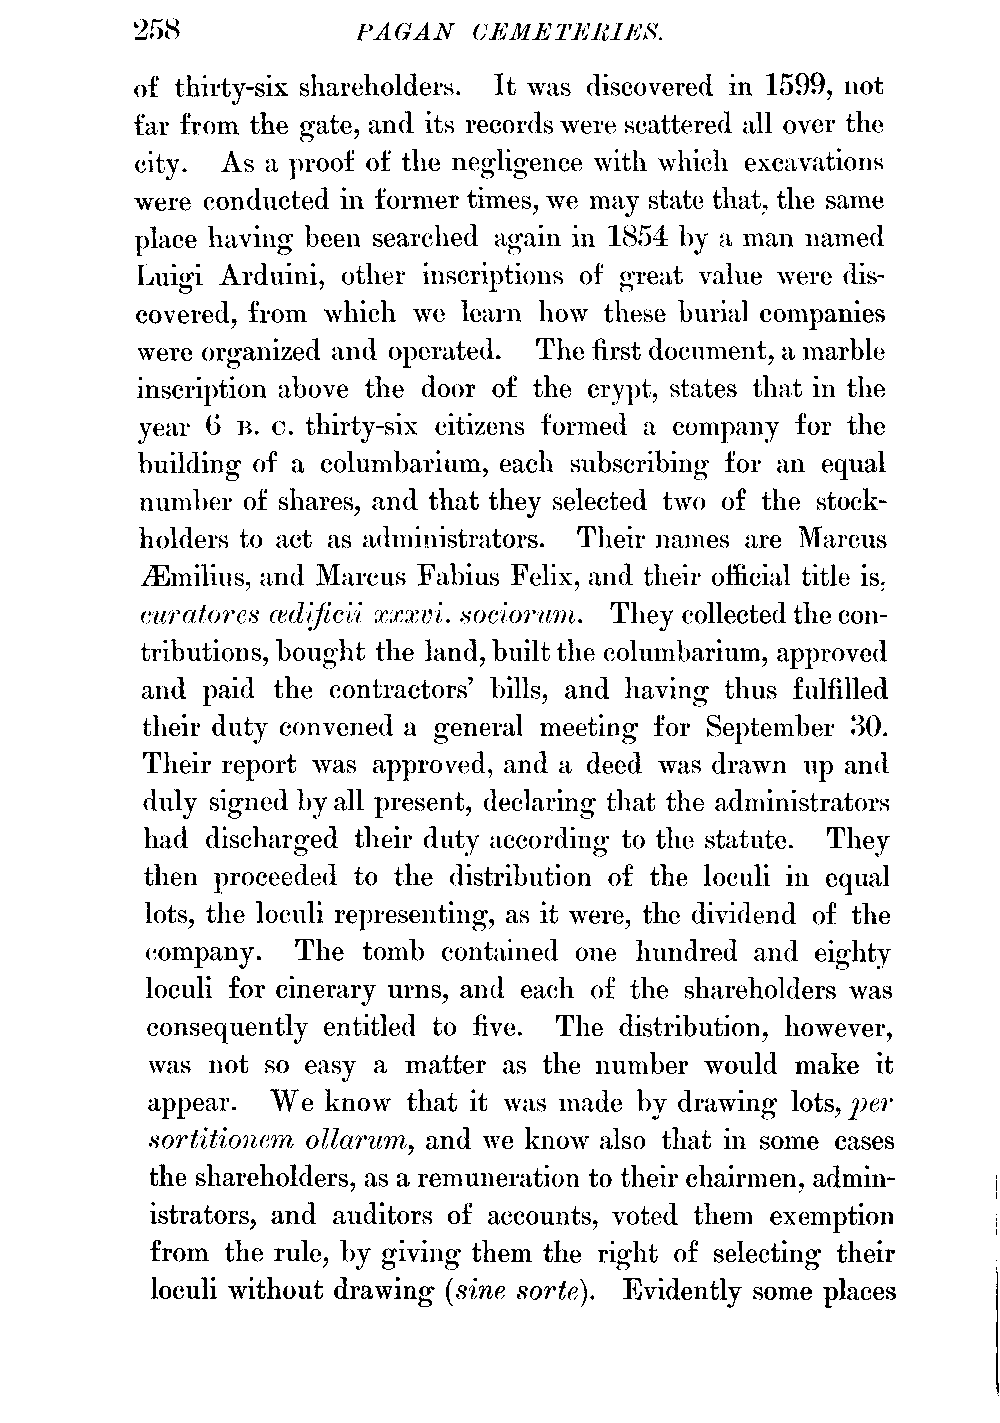 258 PAGAN CEMETERIES.
of thirty-six shareholders. It was discovered in 1599, not
far from the gate, and its records were scattered all over the
city. As a proof of the negligence with which excavations
were conducted in former times, we may state that, the same
place having been searched again in 1854 by a man named
Luigi Arduini, other inscriptions of great value were dis-
covered, from which we learn how these burial companies
were organized and operated. The first document, a marble
inscription above the door of the crypt, states that in the
year 6 B. C. thirty-six citizens formed a company for the
building of a columbarium, each subscribing for an equal
number of shares, and that they selected two of the stock-
holders to act as administrators. Their names are Marcus
Æmilius, and Marcus Fabius Felix, and their official title is,
curatores ædificii xxxvi. sociorum. They collected the con-
tributions, bought the land, built the columbarium, approved
and paid the contractors' bills, and having thus fulfilled
their duty convened a general meeting for September 30.
Their report was approved, and a deed was drawn up and
duly signed by all present, declaring that the administrators
had discharged their duty according to the statute. They
then proceeded to the distribution of the loculi in equal
lots, the loculi representing, as it were, the dividend of the
company. The tomb contained one hundred and eighty
loculi for cinerary urns, and each of the shareholders was
consequently entitled to five. The distribution, however,
was not so easy a matter as the number would make it
appear. We know that it was made by drawing lots, per
sortitionem ollarum, and we know also that in some cases
the shareholders, as a remuneration to their chairmen, admin-
istrators, and auditors of accounts, voted them exemption
from the rule, by giving them the right of selecting their
loculi without drawing (sine sorte). Evidently some places